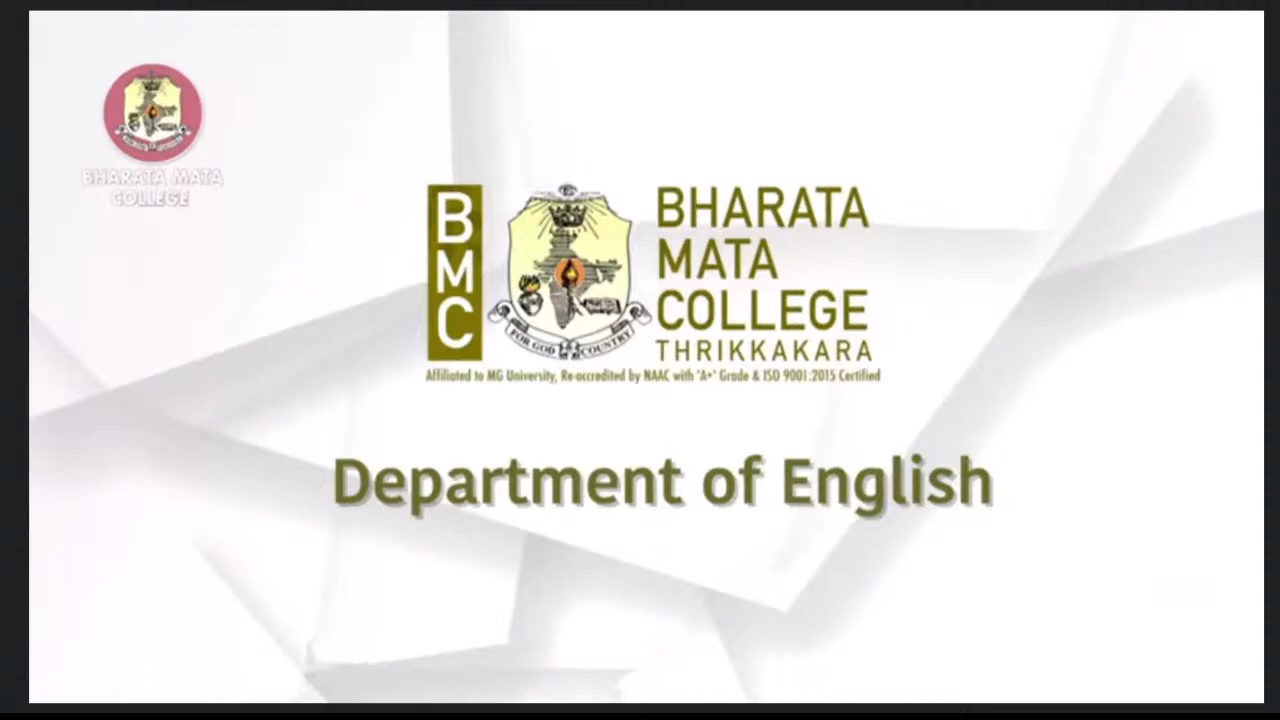 BHARATA MATA
COLLEGE
BMC
FOR GOD
COUNTRY
BHARATA
MATA
COLLEGE
THRIKKAKARA
Affiliated to MG University, Re-accredited by NAAC with 'A+' Grade & ISO 9001:2015 Certified
Department of English